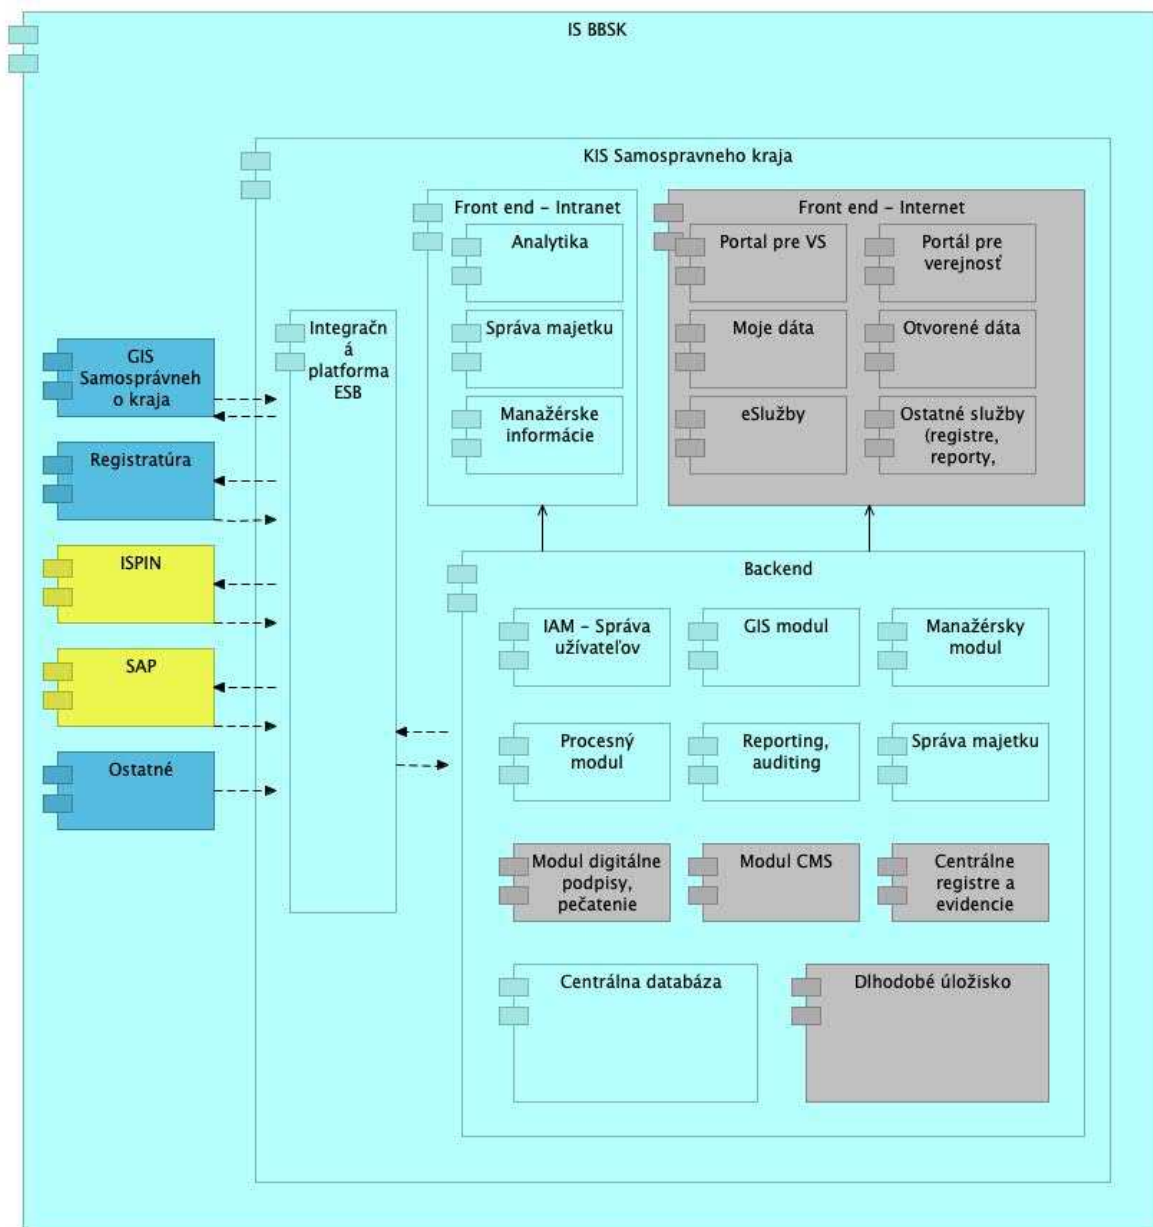 IS BBSK
KIS Samospravneho kraja
Front end – Intranet
Analytika
Správa majetku
Manažérske
informácie
Front end – Internet
Portal pre VS
Portál pre
verejnosť
Moje dáta
Otvorené dáta
eSlužby
Ostatné služby
(registre,
reporty,
Integračn
á
platforma
ESB
GIS
Samosprávneh
o kraja
Registratúra
ISPIN
SAP
Ostatné
Backend
IAM – Správa
užívateľov
GIS modul
Manažérsky
modul
Procesný
modul
Reporting,
auditing
Správa majetku
Modul digitálne
podpisy,
pečatenie
Modul CMS
Centrálne
registre a
evidencie
Centrálna databáza
Dlhodobé úložisko